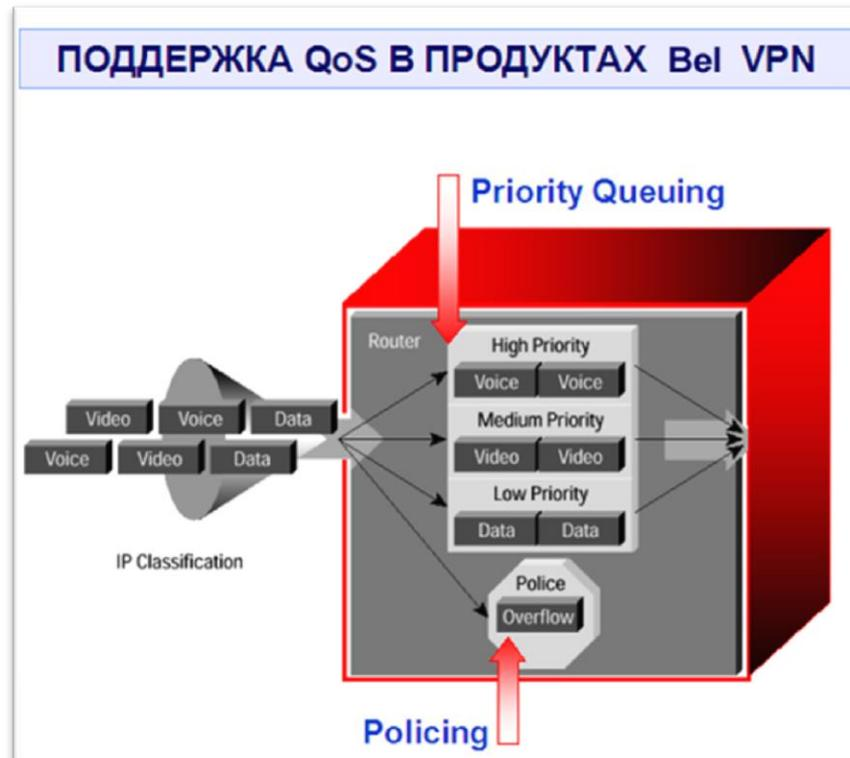 ПОДДЕРЖКА QoS В ПРОДУКТАХ Bel VPN
Priority Queuing
Router
High Priority
Voice Voice
Medium Priority
Video Video
Low Priority
Data Data
Video Voice Data
Voice Video Data
IP Classification
Police
Overflow
Policing